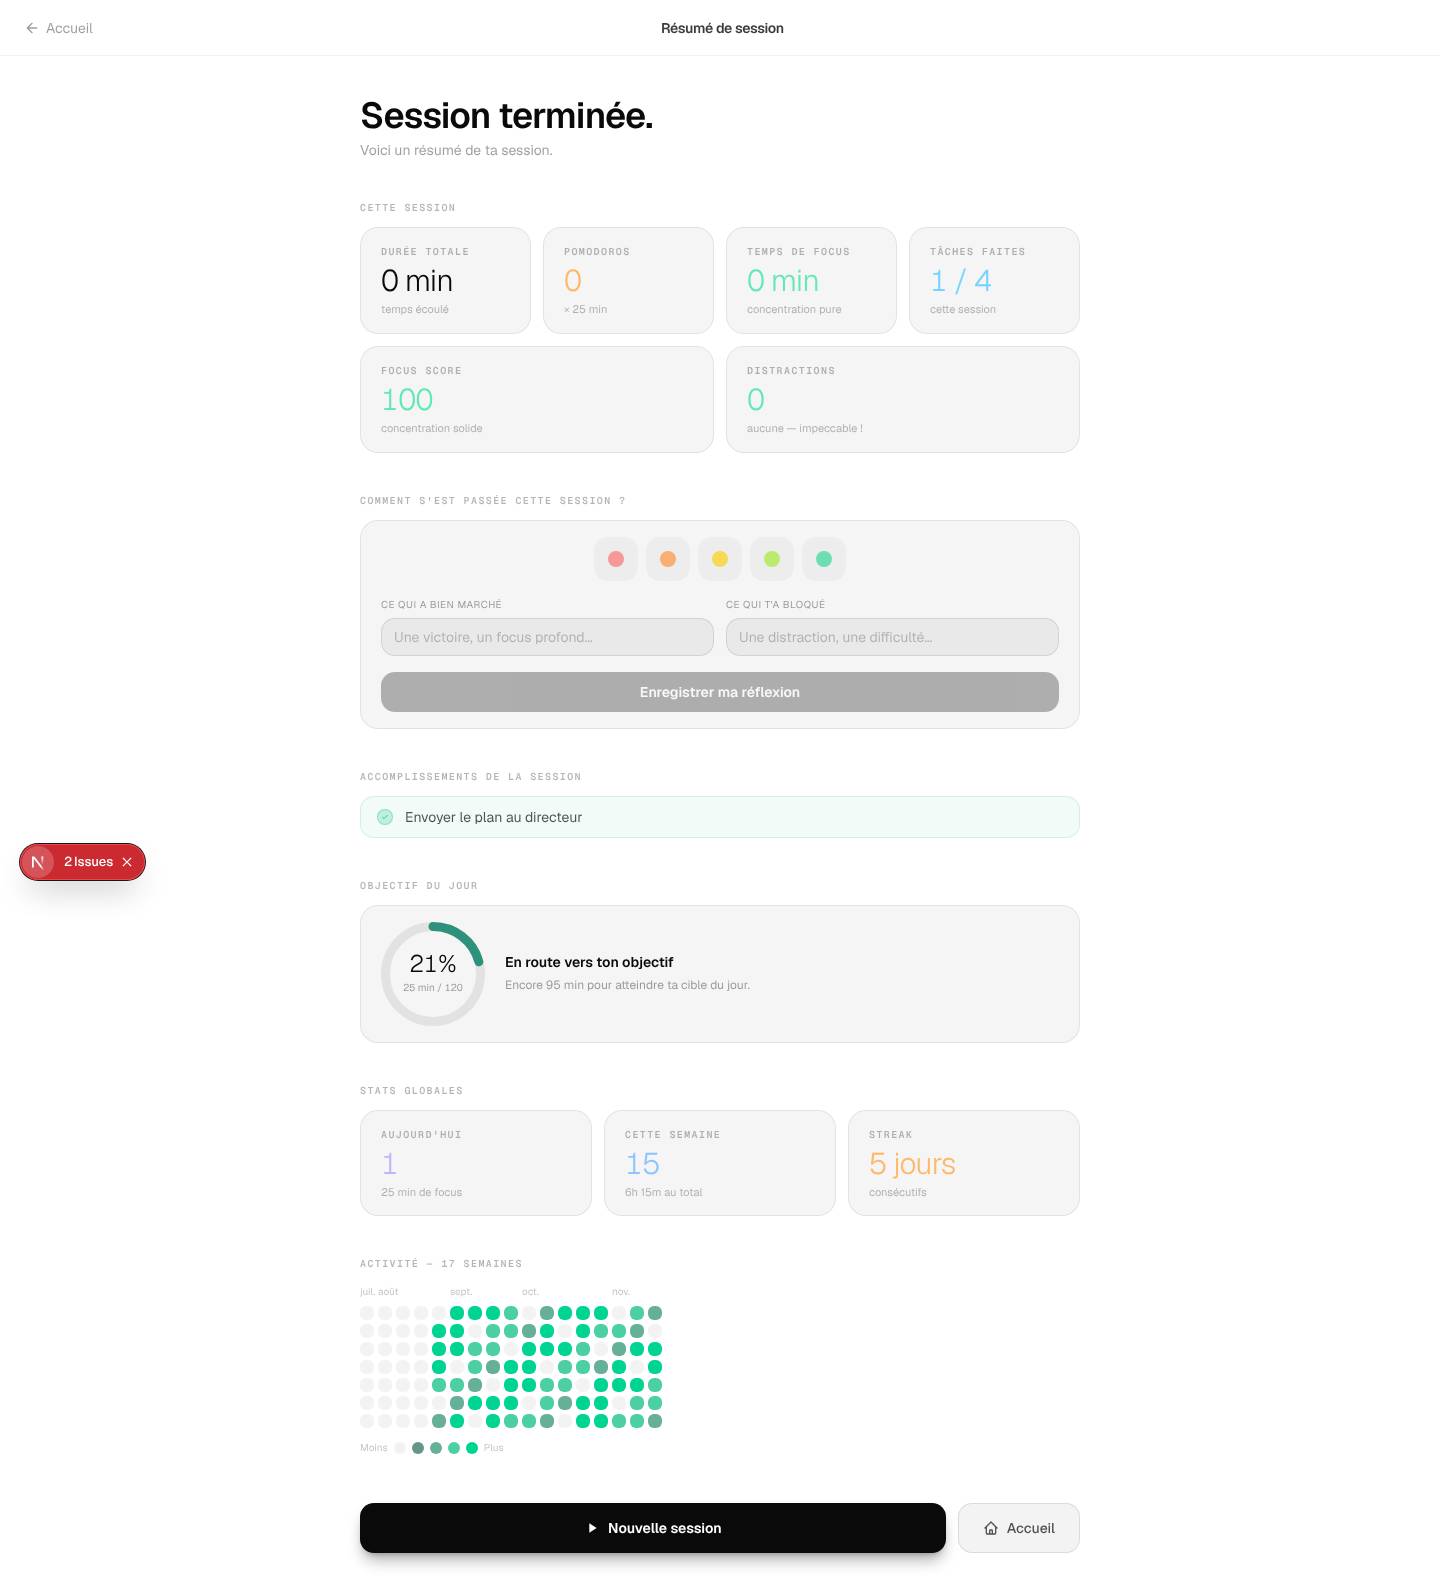 Accueil
Résumé de session
Session terminée.
Voici un résumé de ta session.
CETTE SESSION
DURÉE TOTALE
0 min
temps écoulé
POMODOROS
0
× 25 min
TEMPS DE FOCUS
0 min
concentration pure
TÂCHES FAITES
1 / 4
cette session
FOCUS SCORE
100
concentration solide
DISTRACTIONS
0
aucune — impeccable !
COMMENT S'EST PASSÉE CETTE SESSION ?
CE QUI A BIEN MARCHÉ
Une victoire, un focus profond...
CE QUI T'A BLOQUÉ
Une distraction, une difficulté...
Enregistrer ma réflexion
ACCOMPLISSEMENTS DE LA SESSION
Envoyer le plan au directeur
2 Issues
OBJECTIF DU JOUR
21%
25 min / 120
En route vers ton objectif
Encore 95 min pour atteindre ta cible du jour.
STATS GLOBALES
AUJOURD'HUI
1
25 min de focus
CETTE SEMAINE
15
6h 15m au total
STREAK
5 jours
consécutifs
ACTIVITÉ – 17 SEMAINES
juil. août sept. oct. nov.
Moins Plus
Nouvelle session
Accueil